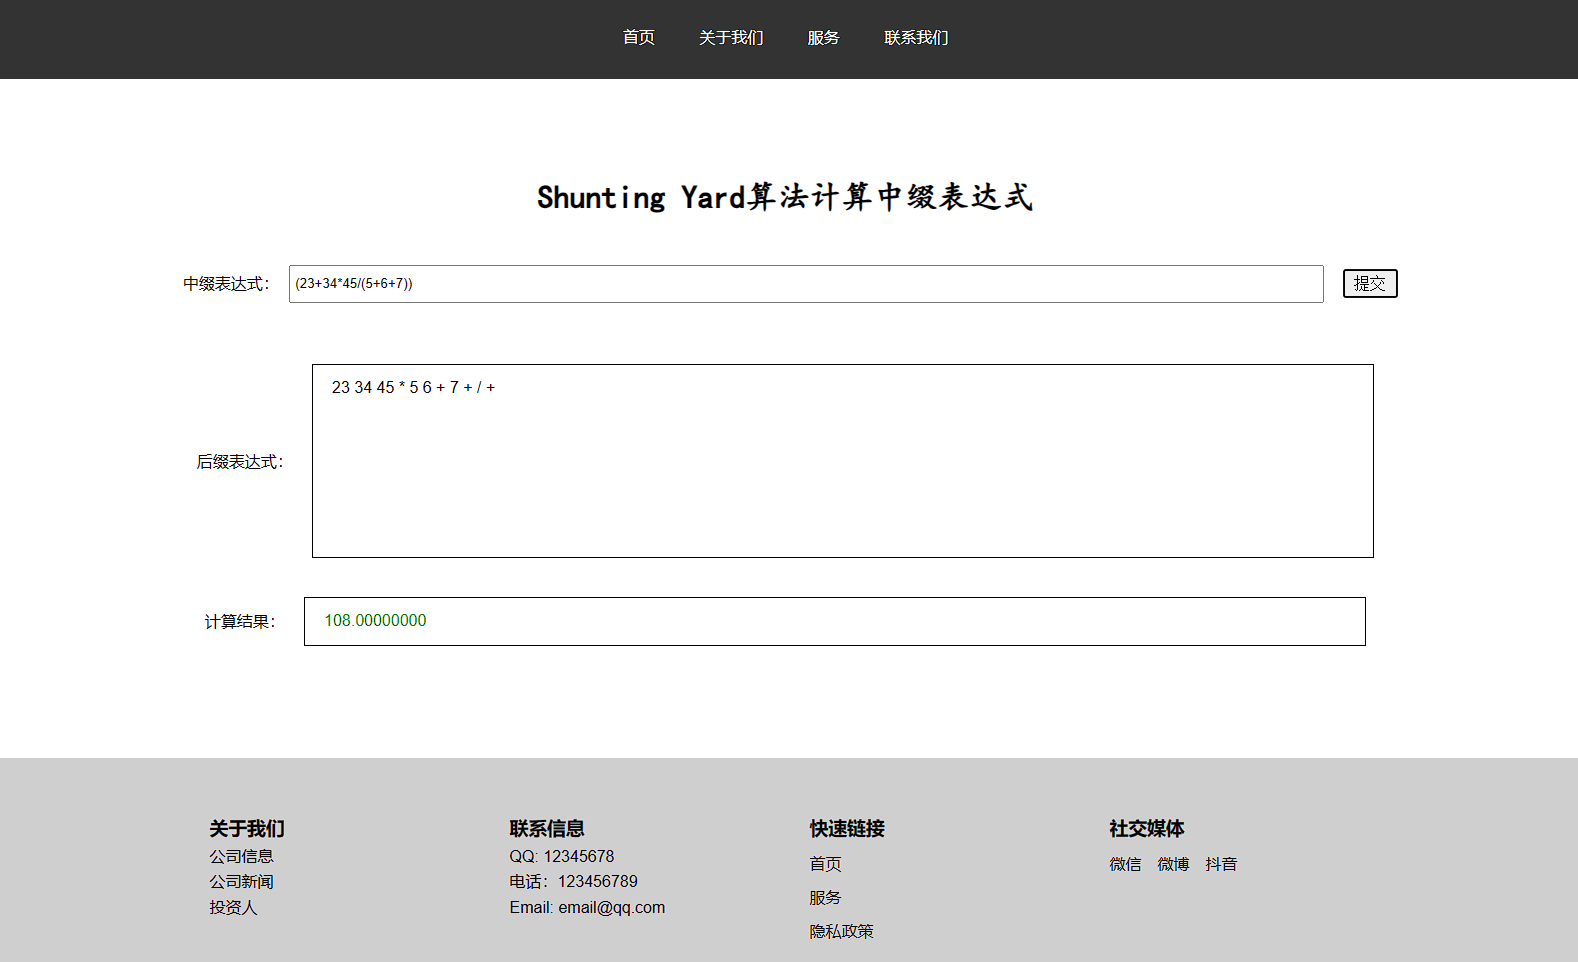 首页 关于我们 服务 联系我们
Shunting Yard算法计算中缀表达式
中缀表达式： (23+34*45/(5+6+7)) 提交
23 34 45 * 5 6 + 7 + / +
后缀表达式：
计算结果： 108.00000000
关于我们
公司信息
公司新闻
投资人
联系信息
QQ: 12345678
电话：123456789
Email: email@qq.com
快速链接
首页
服务
隐私政策
社交媒体
微信 微博 抖音